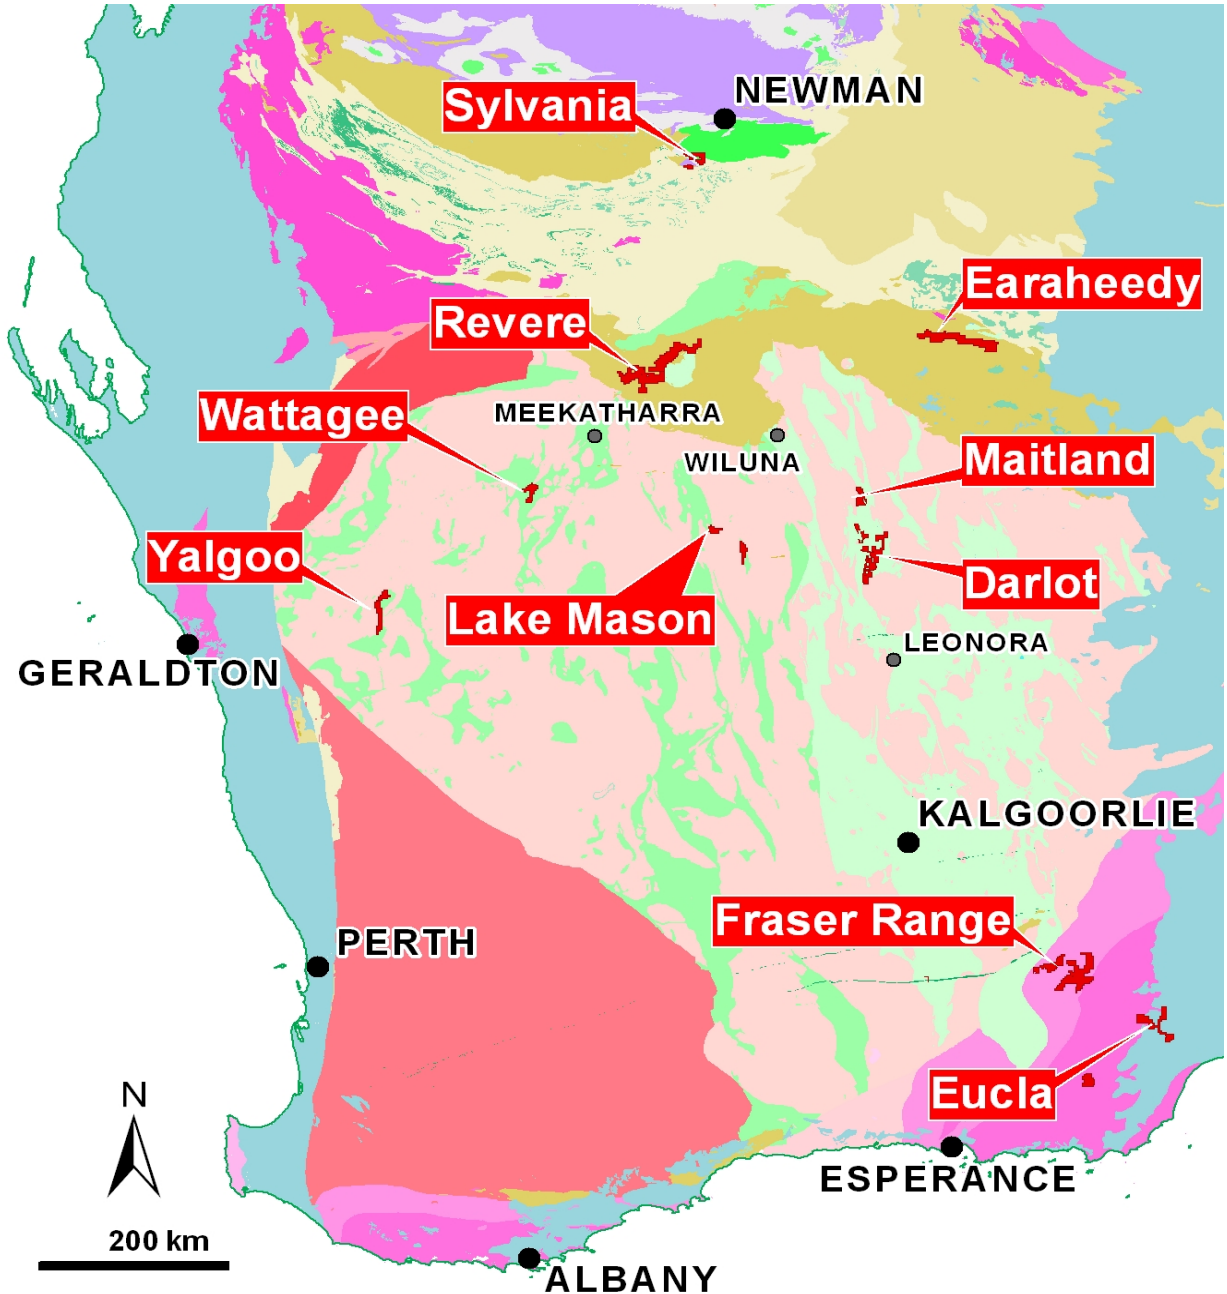 NEWMAN
Sylvania
Earaheedy
Revere
Wattagee
MEEKATHARRA
WILUNA
Maitland
Yalgoo
Lake Mason
Darlot
LEONORA
GERALDTON
KALGOORLIE
Fraser Range
PERTH
Eucla
N
ESPERANCE
200 km
ALBANY